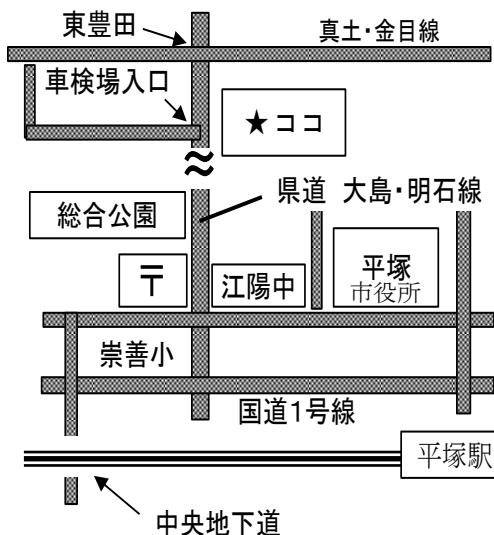 東豊田
真土・金目線
車検場入口
★ココ
県道 大島・明石線
総合公園
〒
江陽中
平塚
市役所
崇善小
国道1号線
平塚駅
中央地下道